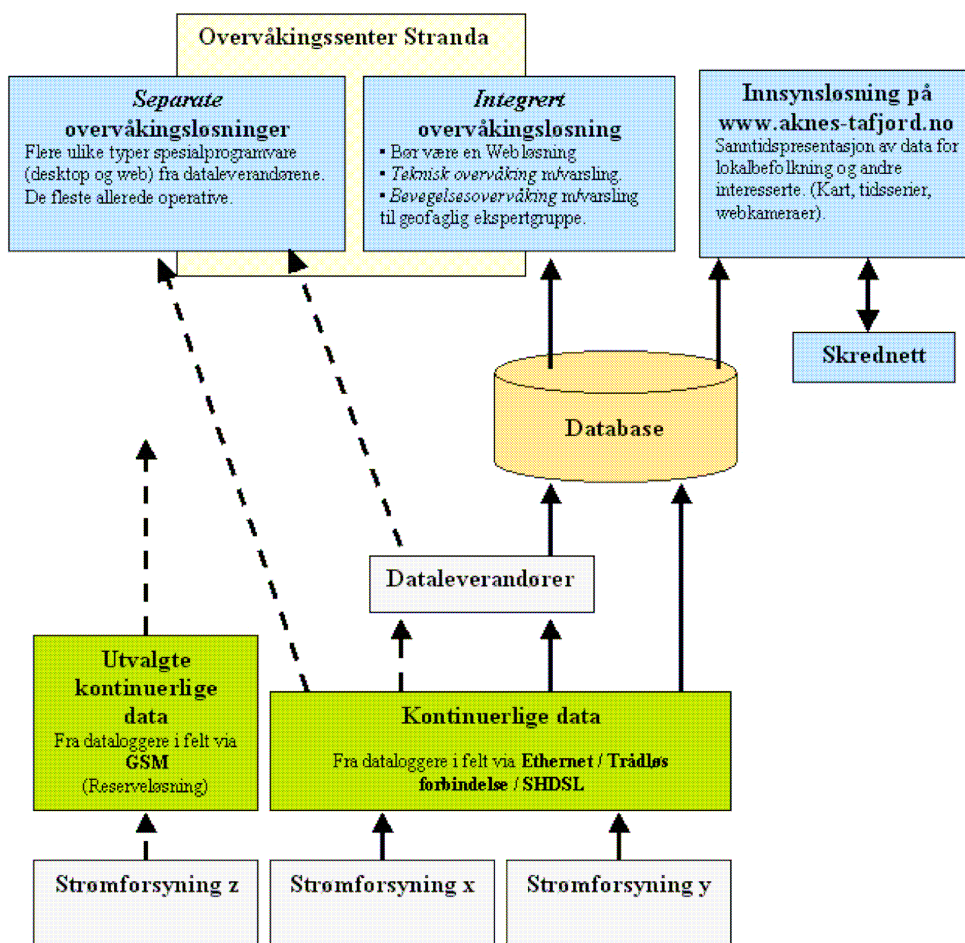 Overvåkingssenter Stranda
Separate
overvåkingsløsninger
Flere ulike typer spesialprogramvare
(desktop og web) fra dataleverandørene.
De fleste allerede operative.
Integrert
overvåkingsløsning
▪ Bør være en Webløsning
▪ Teknisk overvåking m/varsling
▪ Bevegelsesovervåking m/varsling
til geofaglig ekspertgruppe.
Innsynsløsning på
www.aknes-tafjord.no
Sanntidspresentasjon av data for
lokalbefolkning og andre
interesserte. (Kart, tidsserier,
webkameraer).
Skrednett
Database
Dataleverandører
Utvalgte
kontinuerlige
data
Fra dataloggere i felt via
GSM
(Reserveløsning)
Kontinuerlige data
Fra dataloggere i felt via Ethernet / Trådløs
forbindelse / SHDSL
Strømforsyning z
Strømforsyning x
Strømforsyning y